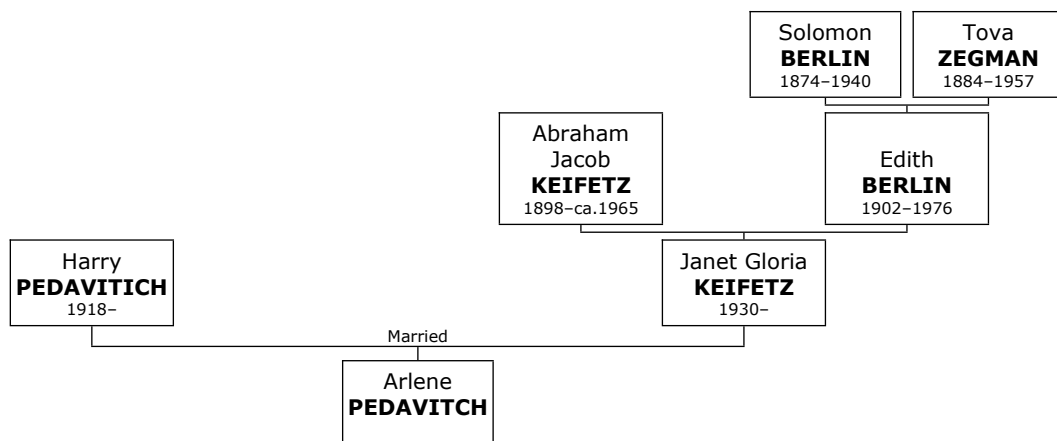 Solomon
BERLIN
1874–1940
Tova
ZEGMAN
1884–1957
Abraham
Jacob
KEIFETZ
1898–ca.1965
Edith
BERLIN
1902–1976
Harry
PEDAVITICH
1918–
Janet Gloria
KEIFETZ
1930–
Married
Arlene
PEDAVITCH